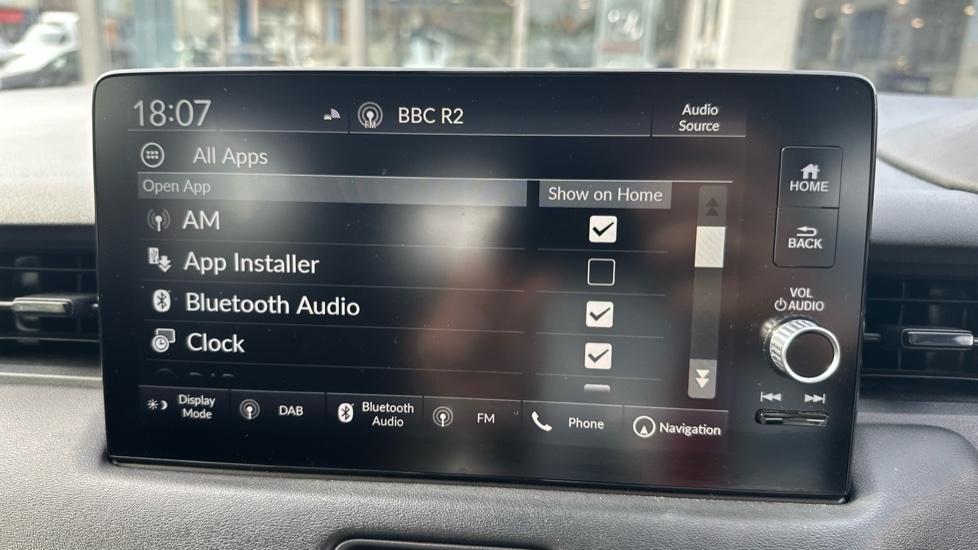 18:07
FM
BBC R2
Audio
Source
All Apps
Open App
Show on Home
AM
App Installer
Bluetooth Audio
Clock
Display
Mode
DAB
Bluetooth
Audio
FM
Phone
Navigation
HOME
BACK
VOL
AUDIO